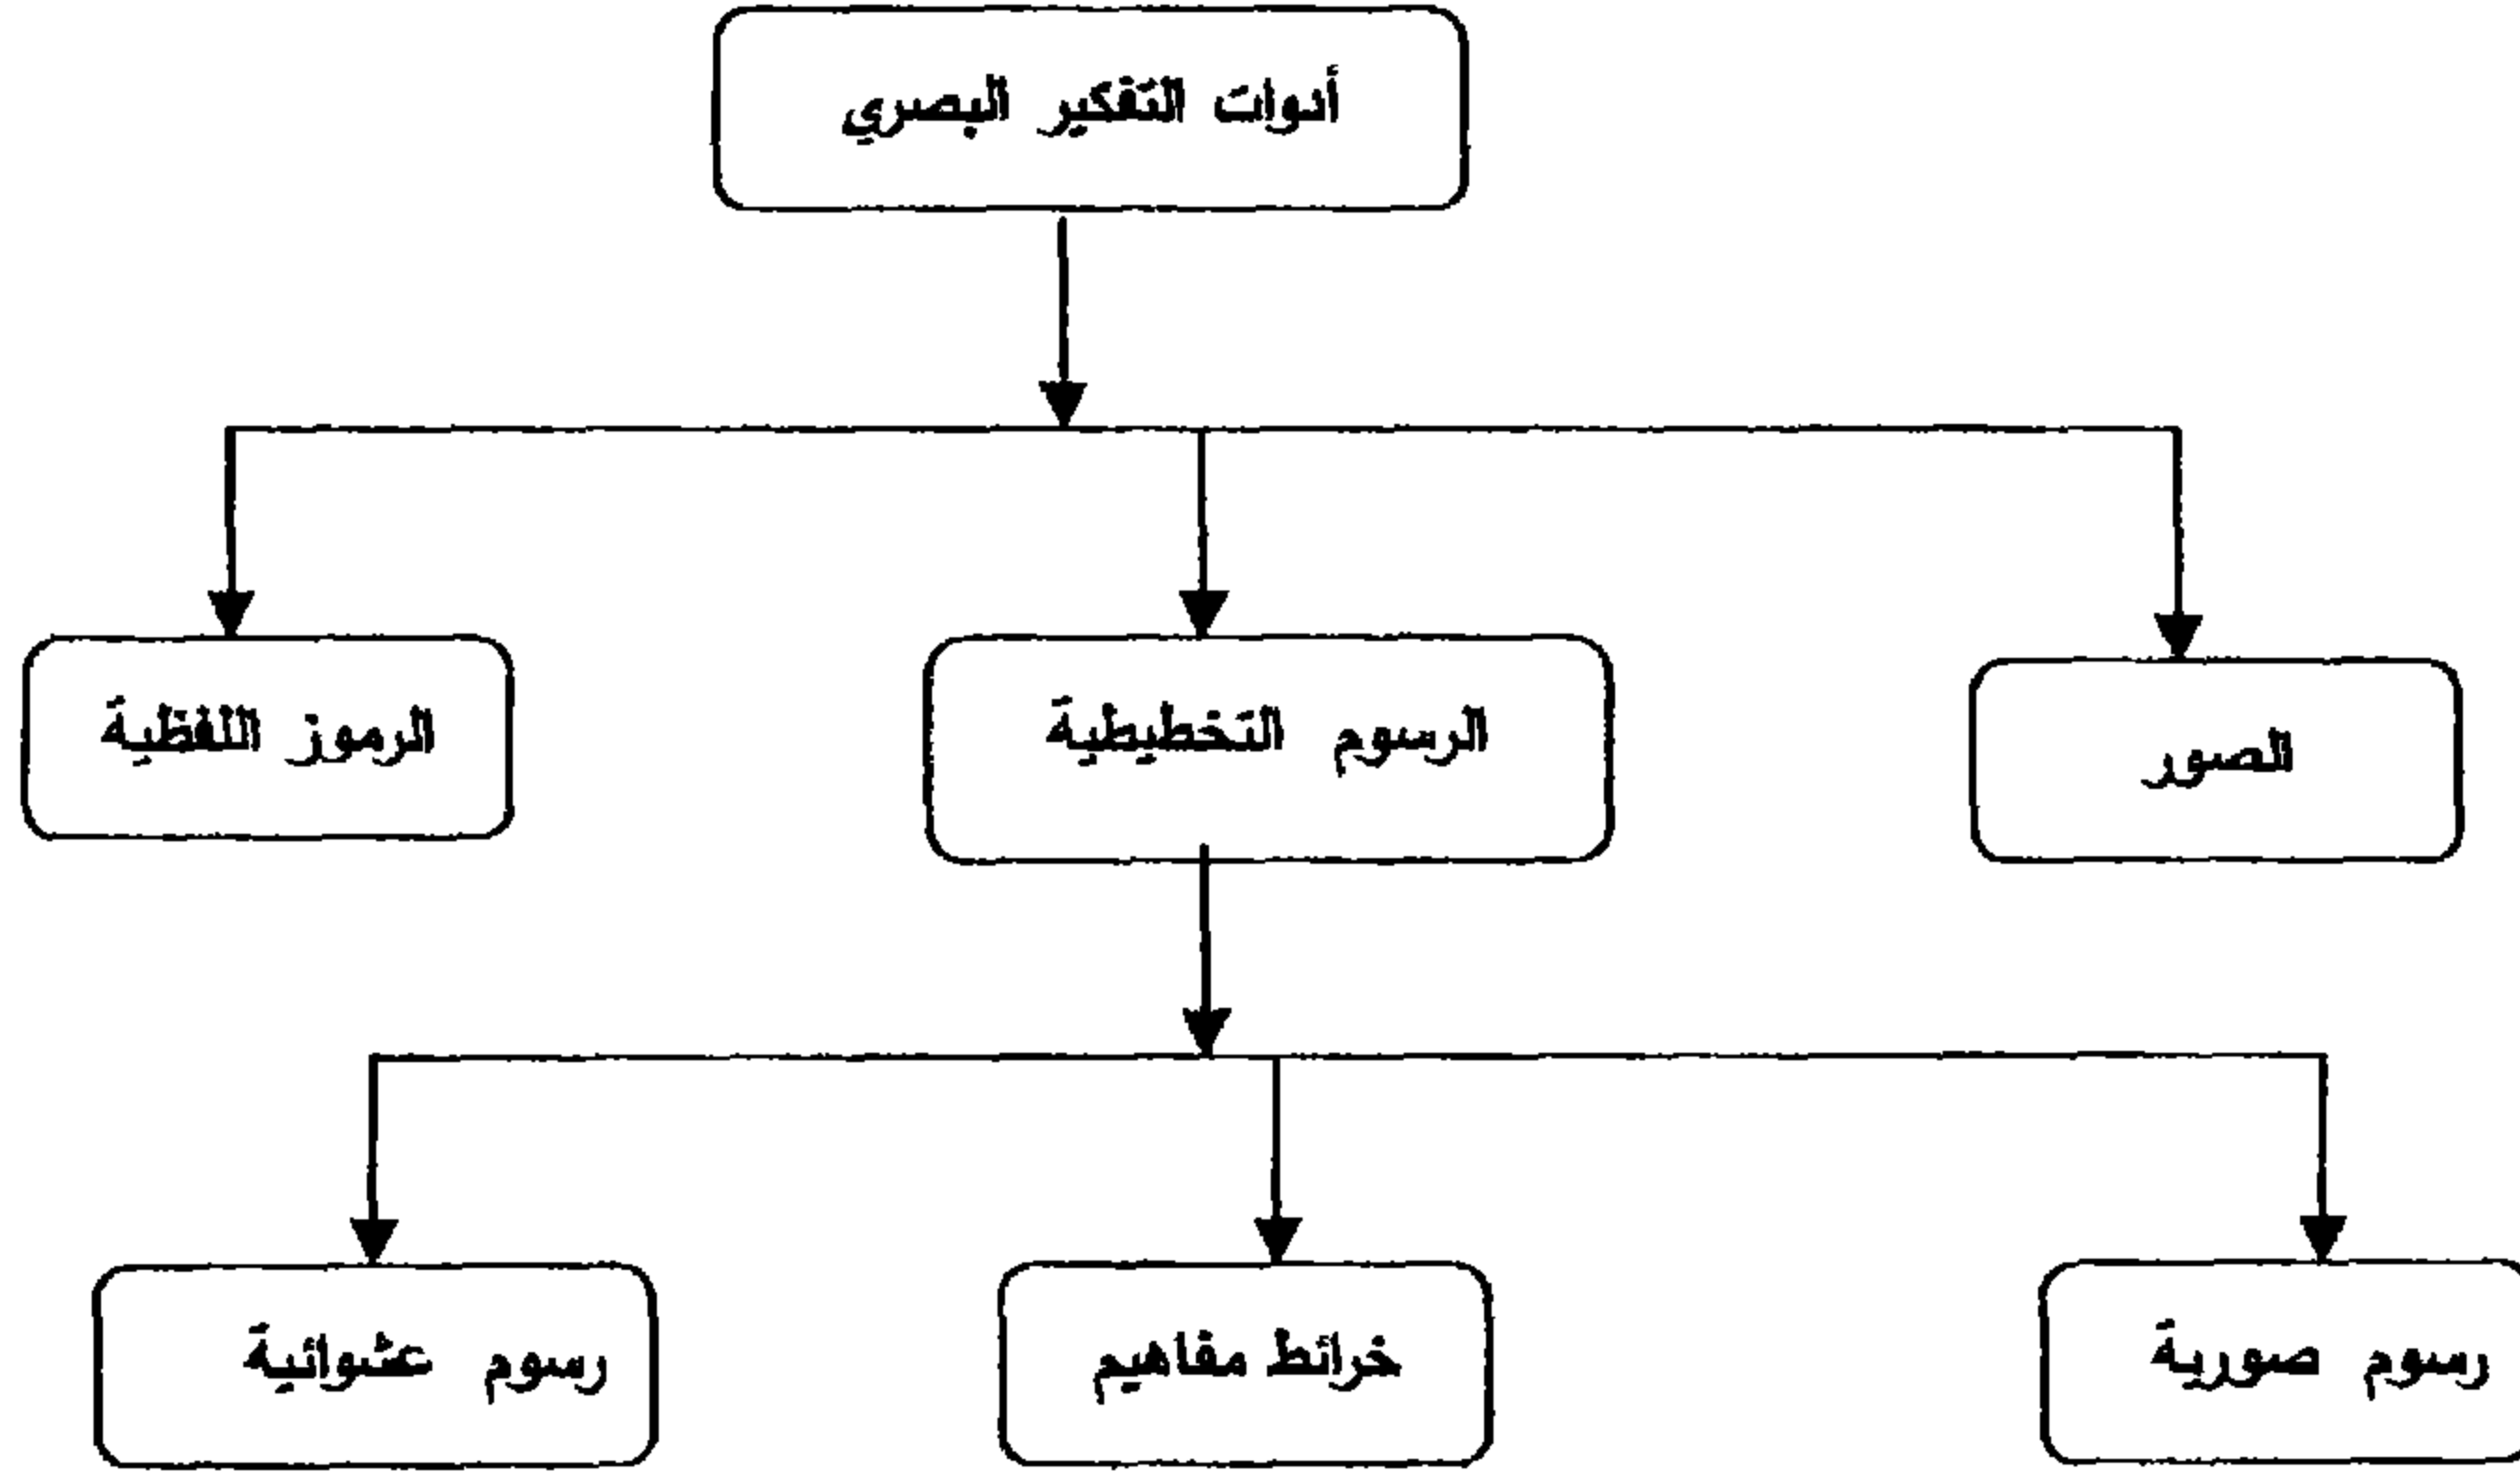 أدوات التفكير البصري
الصور
الرسوم التخطيطية
الرموز اللفظية
رسوم صورية
خرائط مفاهيم
رسوم عشوائية